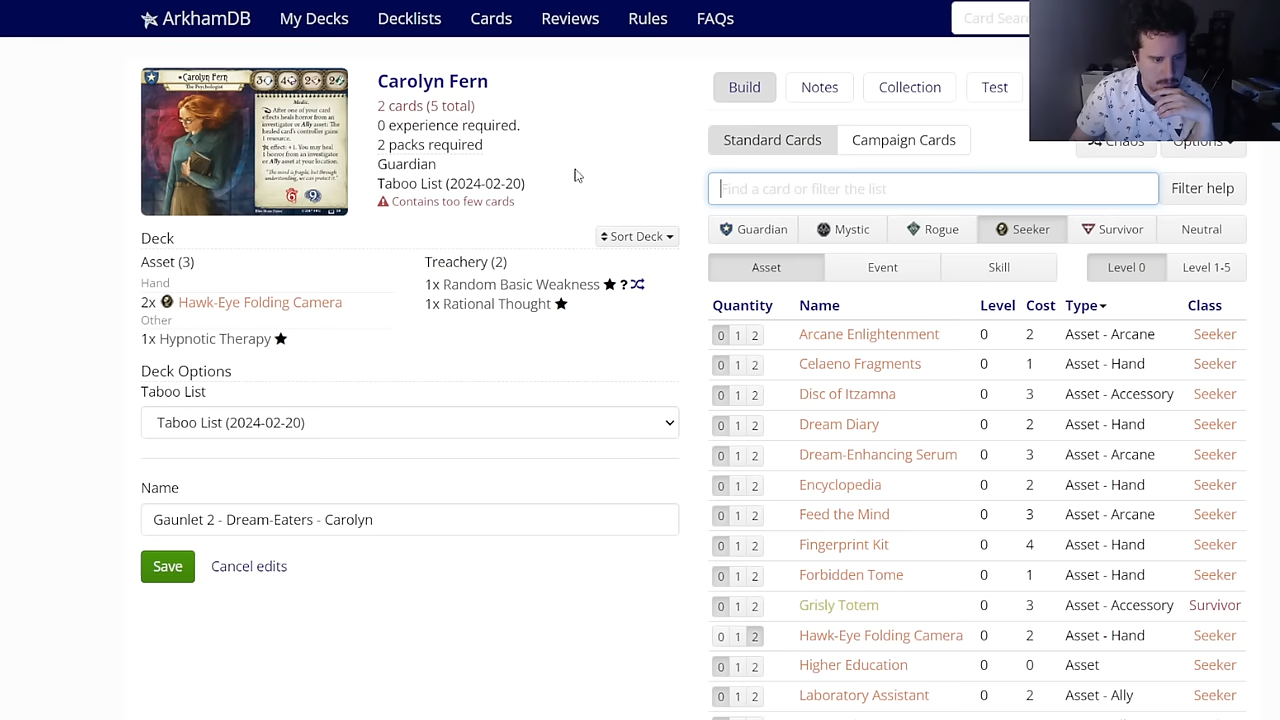 ArkhamDB My Decks Decklists Cards Reviews Rules FAQs Card Sear
Carolyn Fern
The Psychologist
Medic.
Carolyn Fern
2 cards (5 total)
0 experience required.
2 packs required
Guardian
Taboo List (2024-02-20)
Contains too few cards
Deck
Sort Deck
Asset (3)
Hand
2x Hawk-Eye Folding Camera
Other
1x Hypnotic Therapy
Treachery (2)
1x Random Basic Weakness ?
1x Rational Thought
Deck Options
Taboo List
Taboo List (2024-02-20)
Name
Gaunlet 2 - Dream-Eaters - Carolyn
Save Cancel edits
Build Notes Collection Test
Standard Cards Campaign Cards Chaos Options
Find a card or filter the list Filter help
Guardian Mystic Rogue Seeker Survivor Neutral
Asset Event Skill Level 0 Level 1-5
Quantity Name Level Cost Type Class
0 1 2 Arcane Enlightenment 0 2 Asset - Arcane Seeker
0 1 2 Celaeno Fragments 0 1 Asset - Hand Seeker
0 1 2 Disc of Itzamna 0 3 Asset - Accessory Seeker
0 1 2 Dream Diary 0 2 Asset - Hand Seeker
0 1 2 Dream-Enhancing Serum 0 3 Asset - Arcane Seeker
0 1 2 Encyclopedia 0 2 Asset - Hand Seeker
0 1 2 Feed the Mind 0 3 Asset - Arcane Seeker
0 1 2 Fingerprint Kit 0 4 Asset - Hand Seeker
0 1 2 Forbidden Tome 0 1 Asset - Hand Seeker
0 1 2 Grisly Totem 0 3 Asset - Accessory Survivor
0 1 2 Hawk-Eye Folding Camera 0 2 Asset - Hand Seeker
0 1 2 Higher Education 0 0 Asset Seeker
0 1 2 Laboratory Assistant 0 2 Asset - Ally Seeker